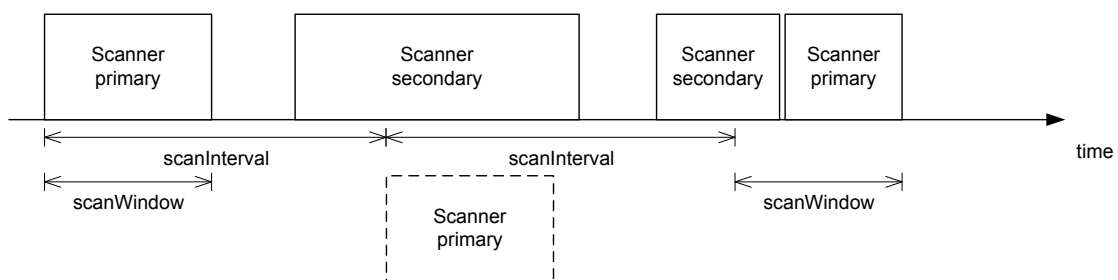 Scanner
primary
Scanner
secondary
Scanner
secondary
Scanner
primary
scanInterval
scanInterval
time
scanWindow
scanWindow
Scanner
primary